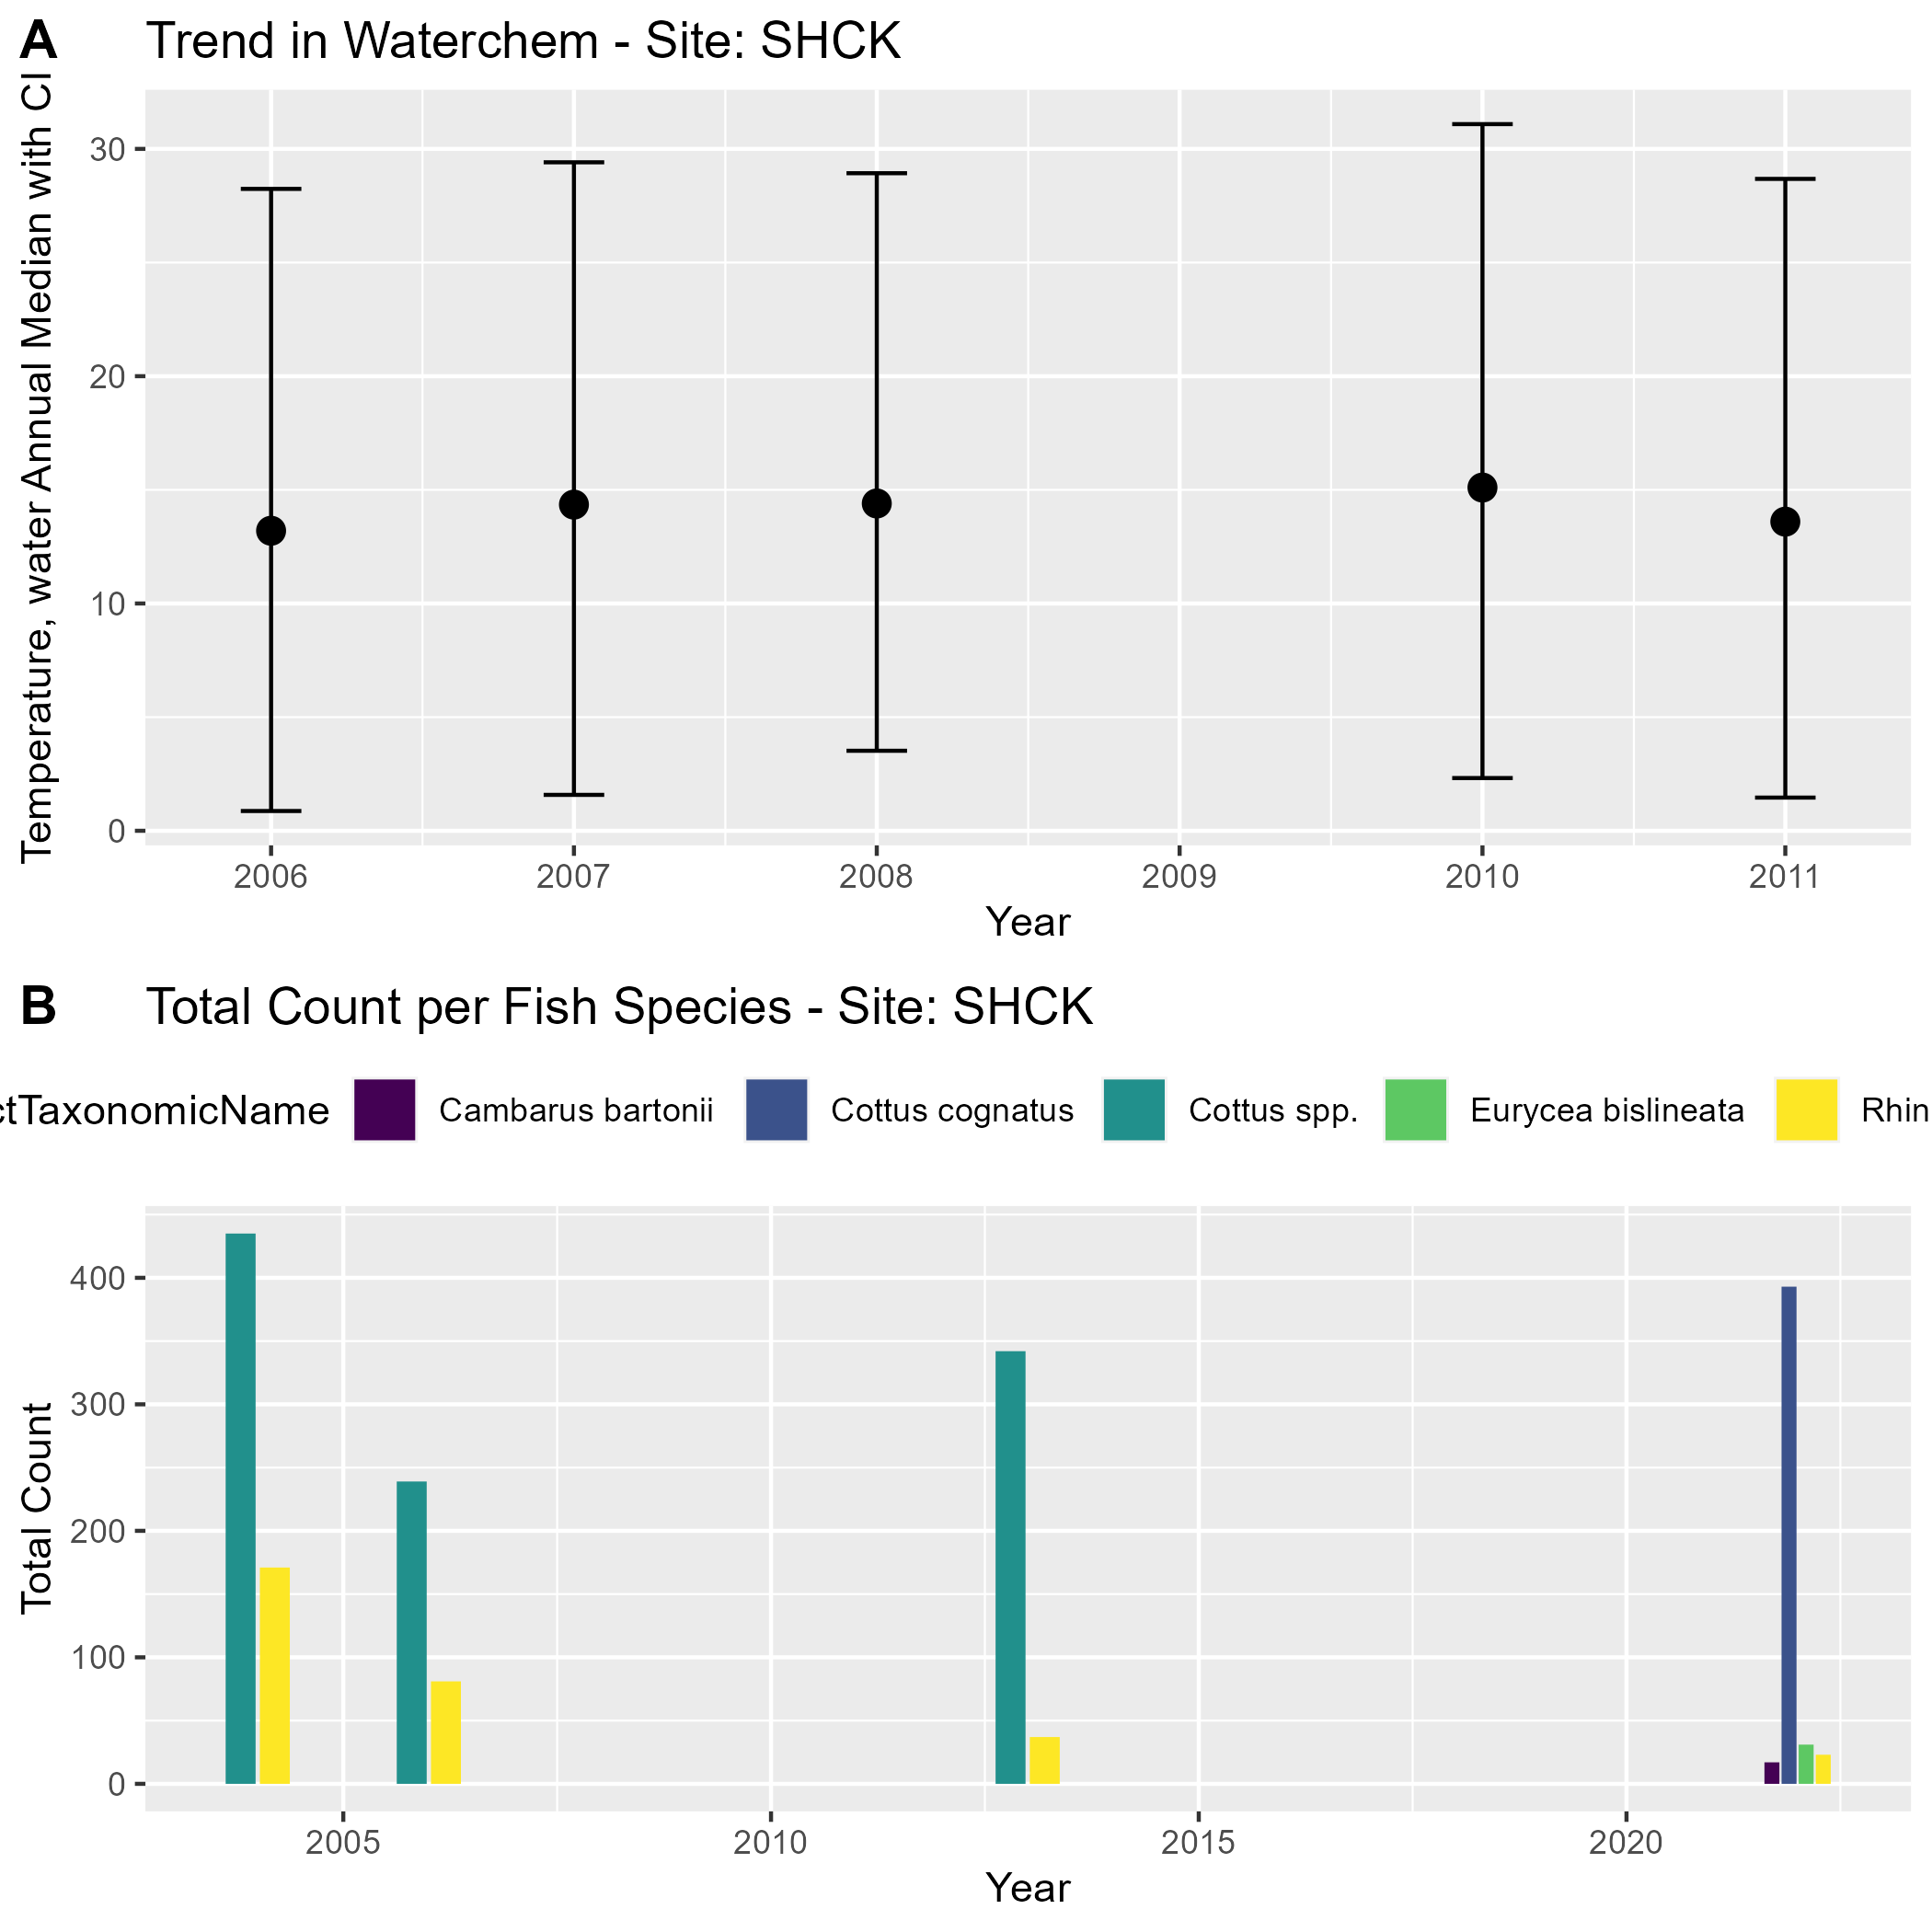 A Trend in Waterchem - Site: SHCK
Temperature, water Annual Median with CI
30
20
10
0
2006 2007 2008 2009 2010 2011
Year
B Total Count per Fish Species - Site: SHCK
ctTaxonomicName Cambarus bartonii Cottus cognatus Cottus spp. Eurycea bislineata Rhin
Total Count
400
300
200
100
0
2005 2010 2015 2020
Year